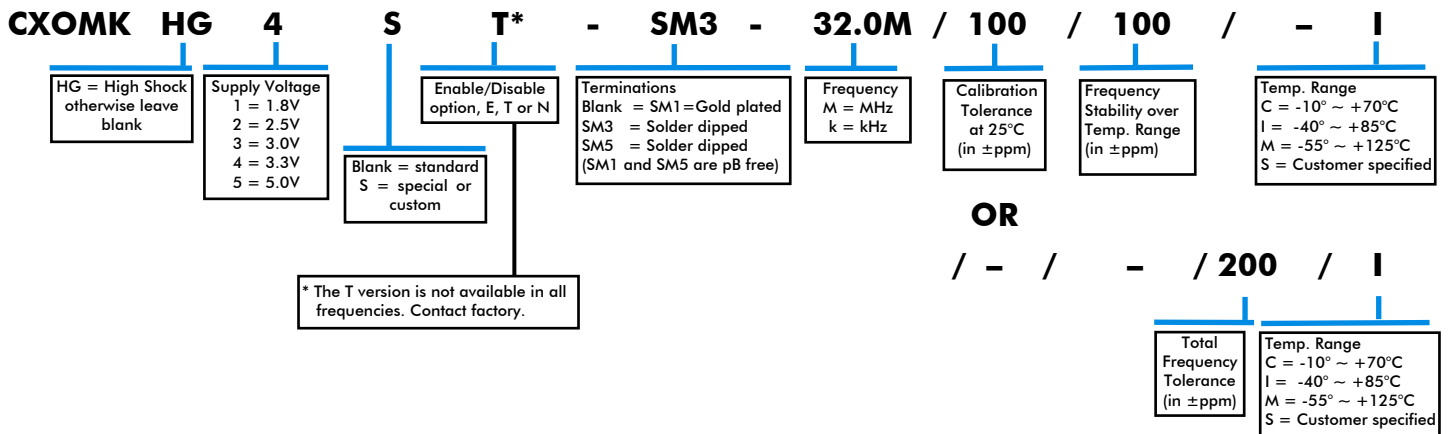 CXOMK HG 4 S T* - SM3 - 32.0M / 100 / 100 / – I
HG = High Shock
otherwise leave
blank
Supply Voltage
1 = 1.8V
2 = 2.5V
3 = 3.0V
4 = 3.3V
5 = 5.0V
Blank = standard
S = special or
custom
Enable/Disable
option, E, T or N
* The T version is not available in all
frequencies. Contact factory.
Terminations
Blank = SM1=Gold plated
SM3 = Solder dipped
SM5 = Solder dipped
(SM1 and SM5 are pB free)
Frequency
M = MHz
k = kHz
Calibration
Tolerance
at 25°C
(in ±ppm)
Frequency
Stability over
Temp. Range
(in ±ppm)
Temp. Range
C = -10° ~ +70°C
I = -40° ~ +85°C
M = -55° ~ +125°C
S = Customer specified
OR
/ – / – / 200 / I
Total
Frequency
Tolerance
(in ±ppm)
Temp. Range
C = -10° ~ +70°C
I = -40° ~ +85°C
M = -55° ~ +125°C
S = Customer specified